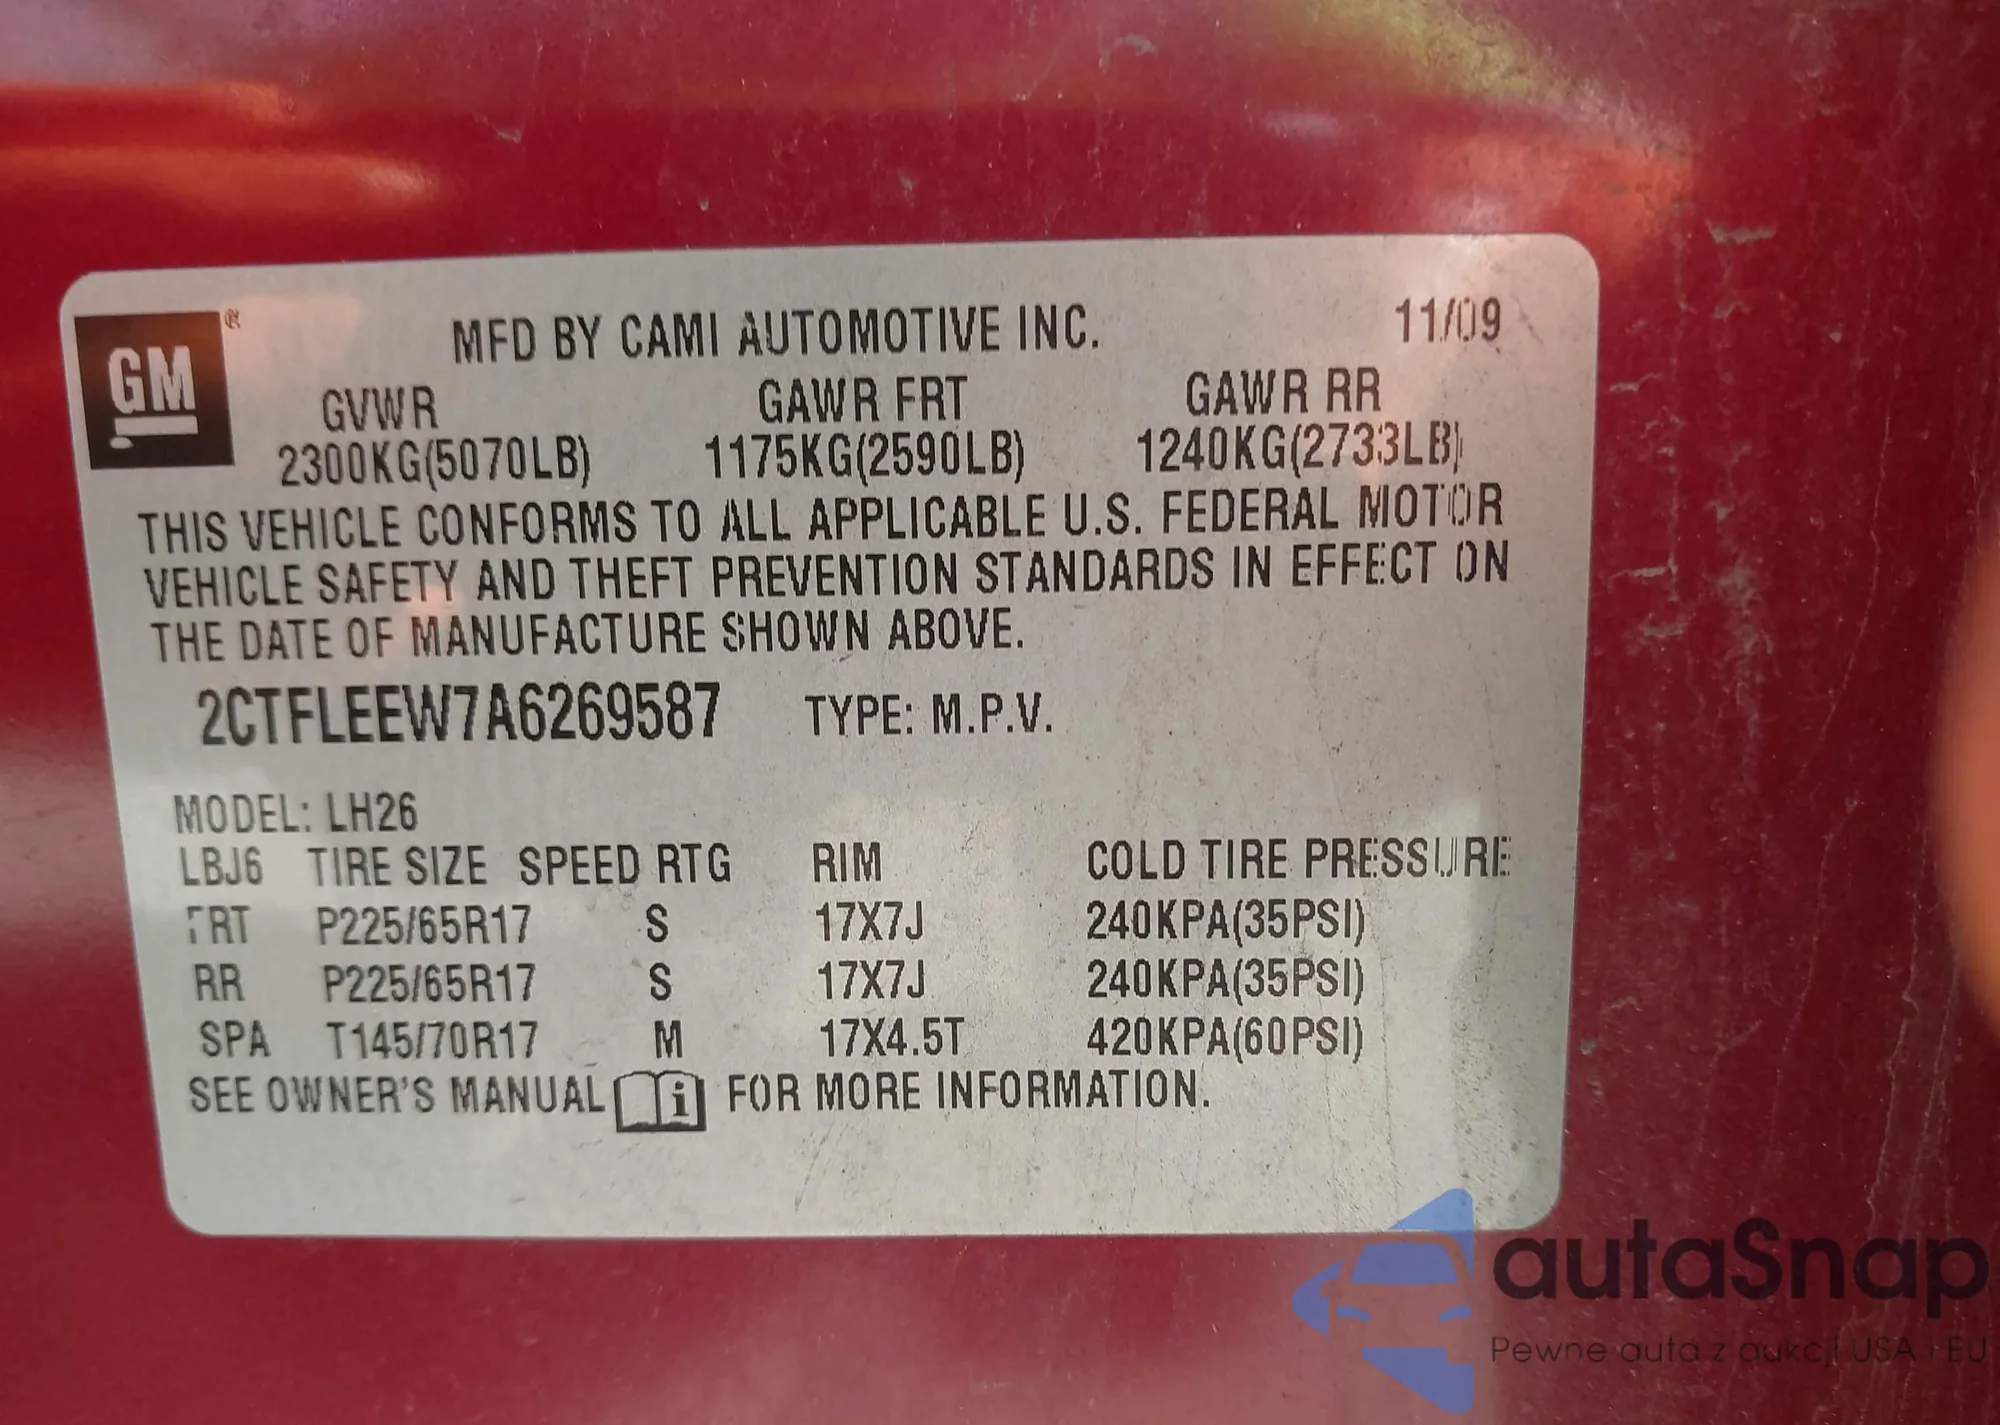 GM
MFD BY CAMI AUTOMOTIVE INC. 11/09
GVWR GAWR FRT GAWR RR
2300KG(5070LB) 1175KG(2590LB) 1240KG(2733LB)
THIS VEHICLE CONFORMS TO ALL APPLICABLE U.S. FEDERAL MOTOR
VEHICLE SAFETY AND THEFT PREVENTION STANDARDS IN EFFECT ON
THE DATE OF MANUFACTURE SHOWN ABOVE.
2CTFLEEW7A6269587 TYPE: M.P.V.
MODEL: LH26
LBJ6 TIRE SIZE SPEED RTG RIM COLD TIRE PRESSURE
FRT P225/65R17 S 17X7J 240KPA(35PSI)
RR P225/65R17 S 17X7J 240KPA(35PSI)
SPA T145/70R17 M 17X4.5T 420KPA(60PSI)
SEE OWNER'S MANUAL i FOR MORE INFORMATION.
autaSnap
Pewne auta z aukcji USA i EU